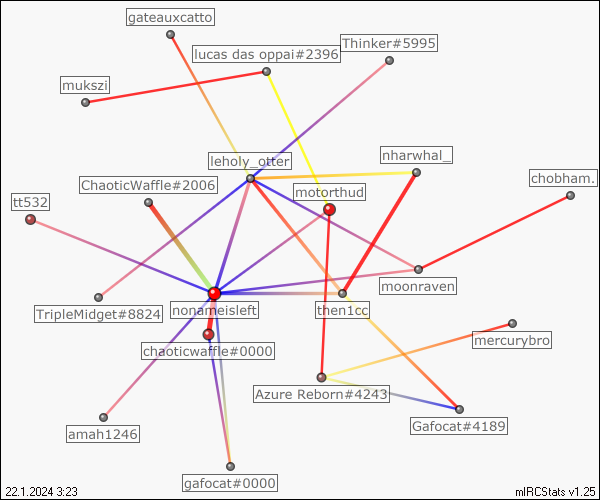 gateauxcatto
Thinker#5995
lucas das oppai#2396
mukszi
leholy_otter
nharwhal_
ChaoticWaffle#2006
motorthud
chobham.
tt532
moonraven
TripleMidget#8824
nonameisleft
then1cc
mercurybro
chaoticwaffle#0000
Azure Reborn#4243
Gafocat#4189
amah1246
gafocat#0000
22.1.2024 3:23
mIRCStats v1.25